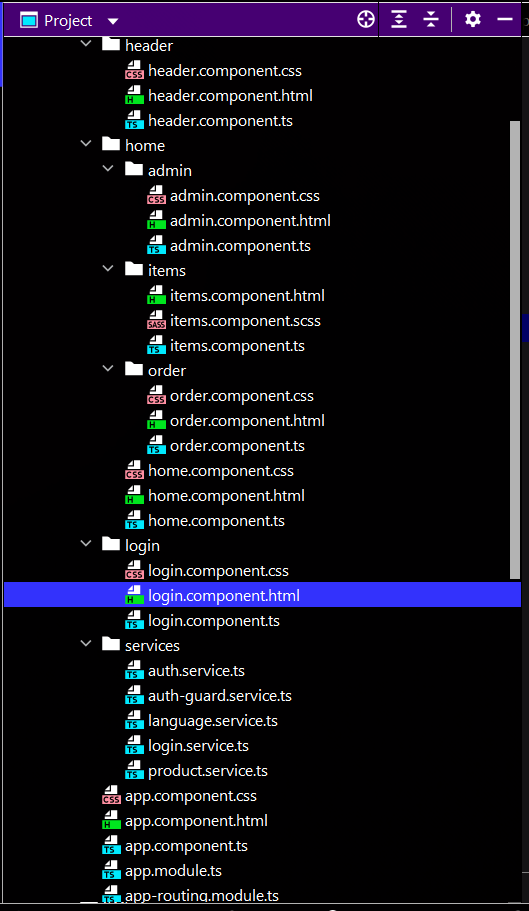 Project
header
CSS header.component.css
H header.component.html
TS header.component.ts
home
admin
CSS admin.component.css
H admin.component.html
TS admin.component.ts
items
H items.component.html
SASS items.component.scss
TS items.component.ts
order
CSS order.component.css
H order.component.html
TS order.component.ts
CSS home.component.css
H home.component.html
TS home.component.ts
login
CSS login.component.css
H login.component.html
TS login.component.ts
services
TS auth.service.ts
TS auth-guard.service.ts
TS language.service.ts
TS login.service.ts
TS product.service.ts
CSS app.component.css
H app.component.html
TS app.component.ts
TS app.module.ts
TS app-routing.module.ts